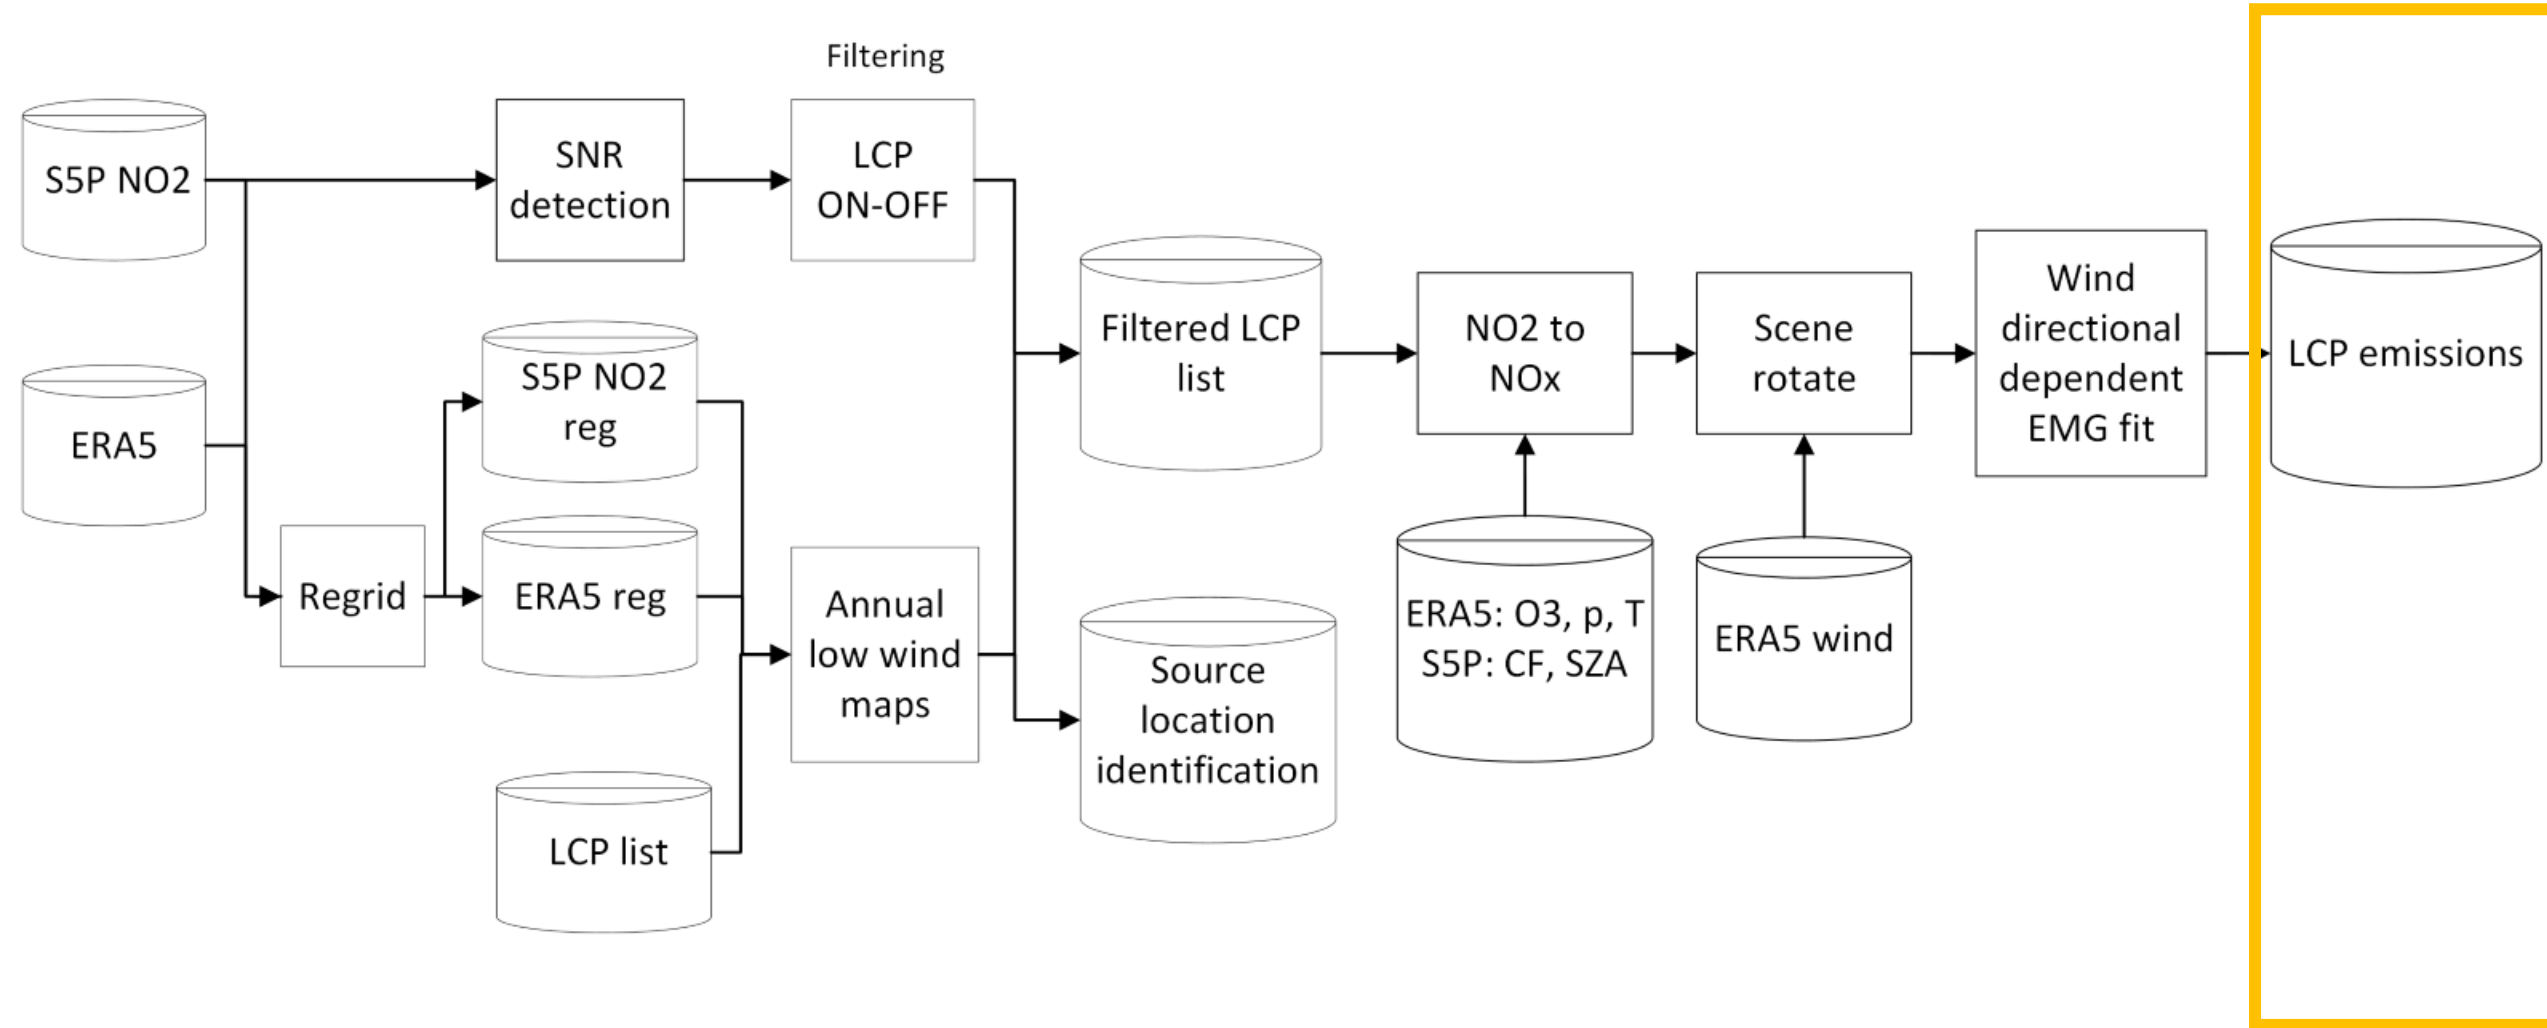 Filtering
S5P NO2
SNR
detection
LCP
ON-OFF
ERA5
Regrid
S5P NO2
reg
ERA5 reg
LCP list
Annual
low wind
maps
Filtered LCP
list
Source
location
identification
NO2 to
NOx
ERA5: O3, p, T
S5P: CF, SZA
Scene
rotate
ERA5 wind
Wind
directional
dependent
EMG fit
LCP emissions